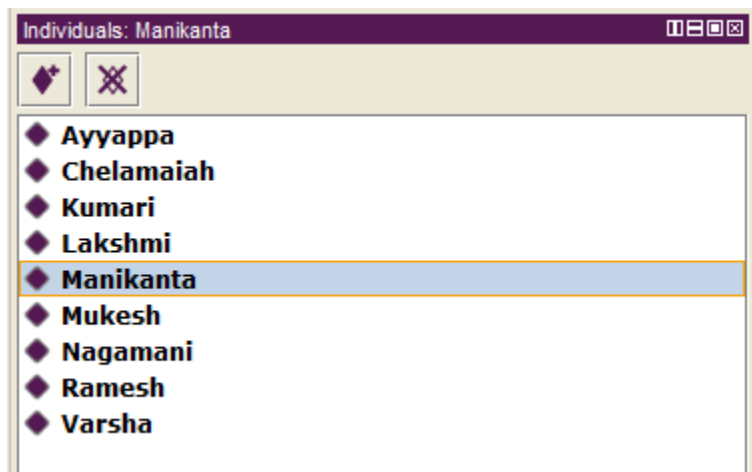 Individuals: Manikanta
Ayyappa
Chelamaiah
Kumari
Lakshmi
Manikanta
Mukesh
Nagamani
Ramesh
Varsha